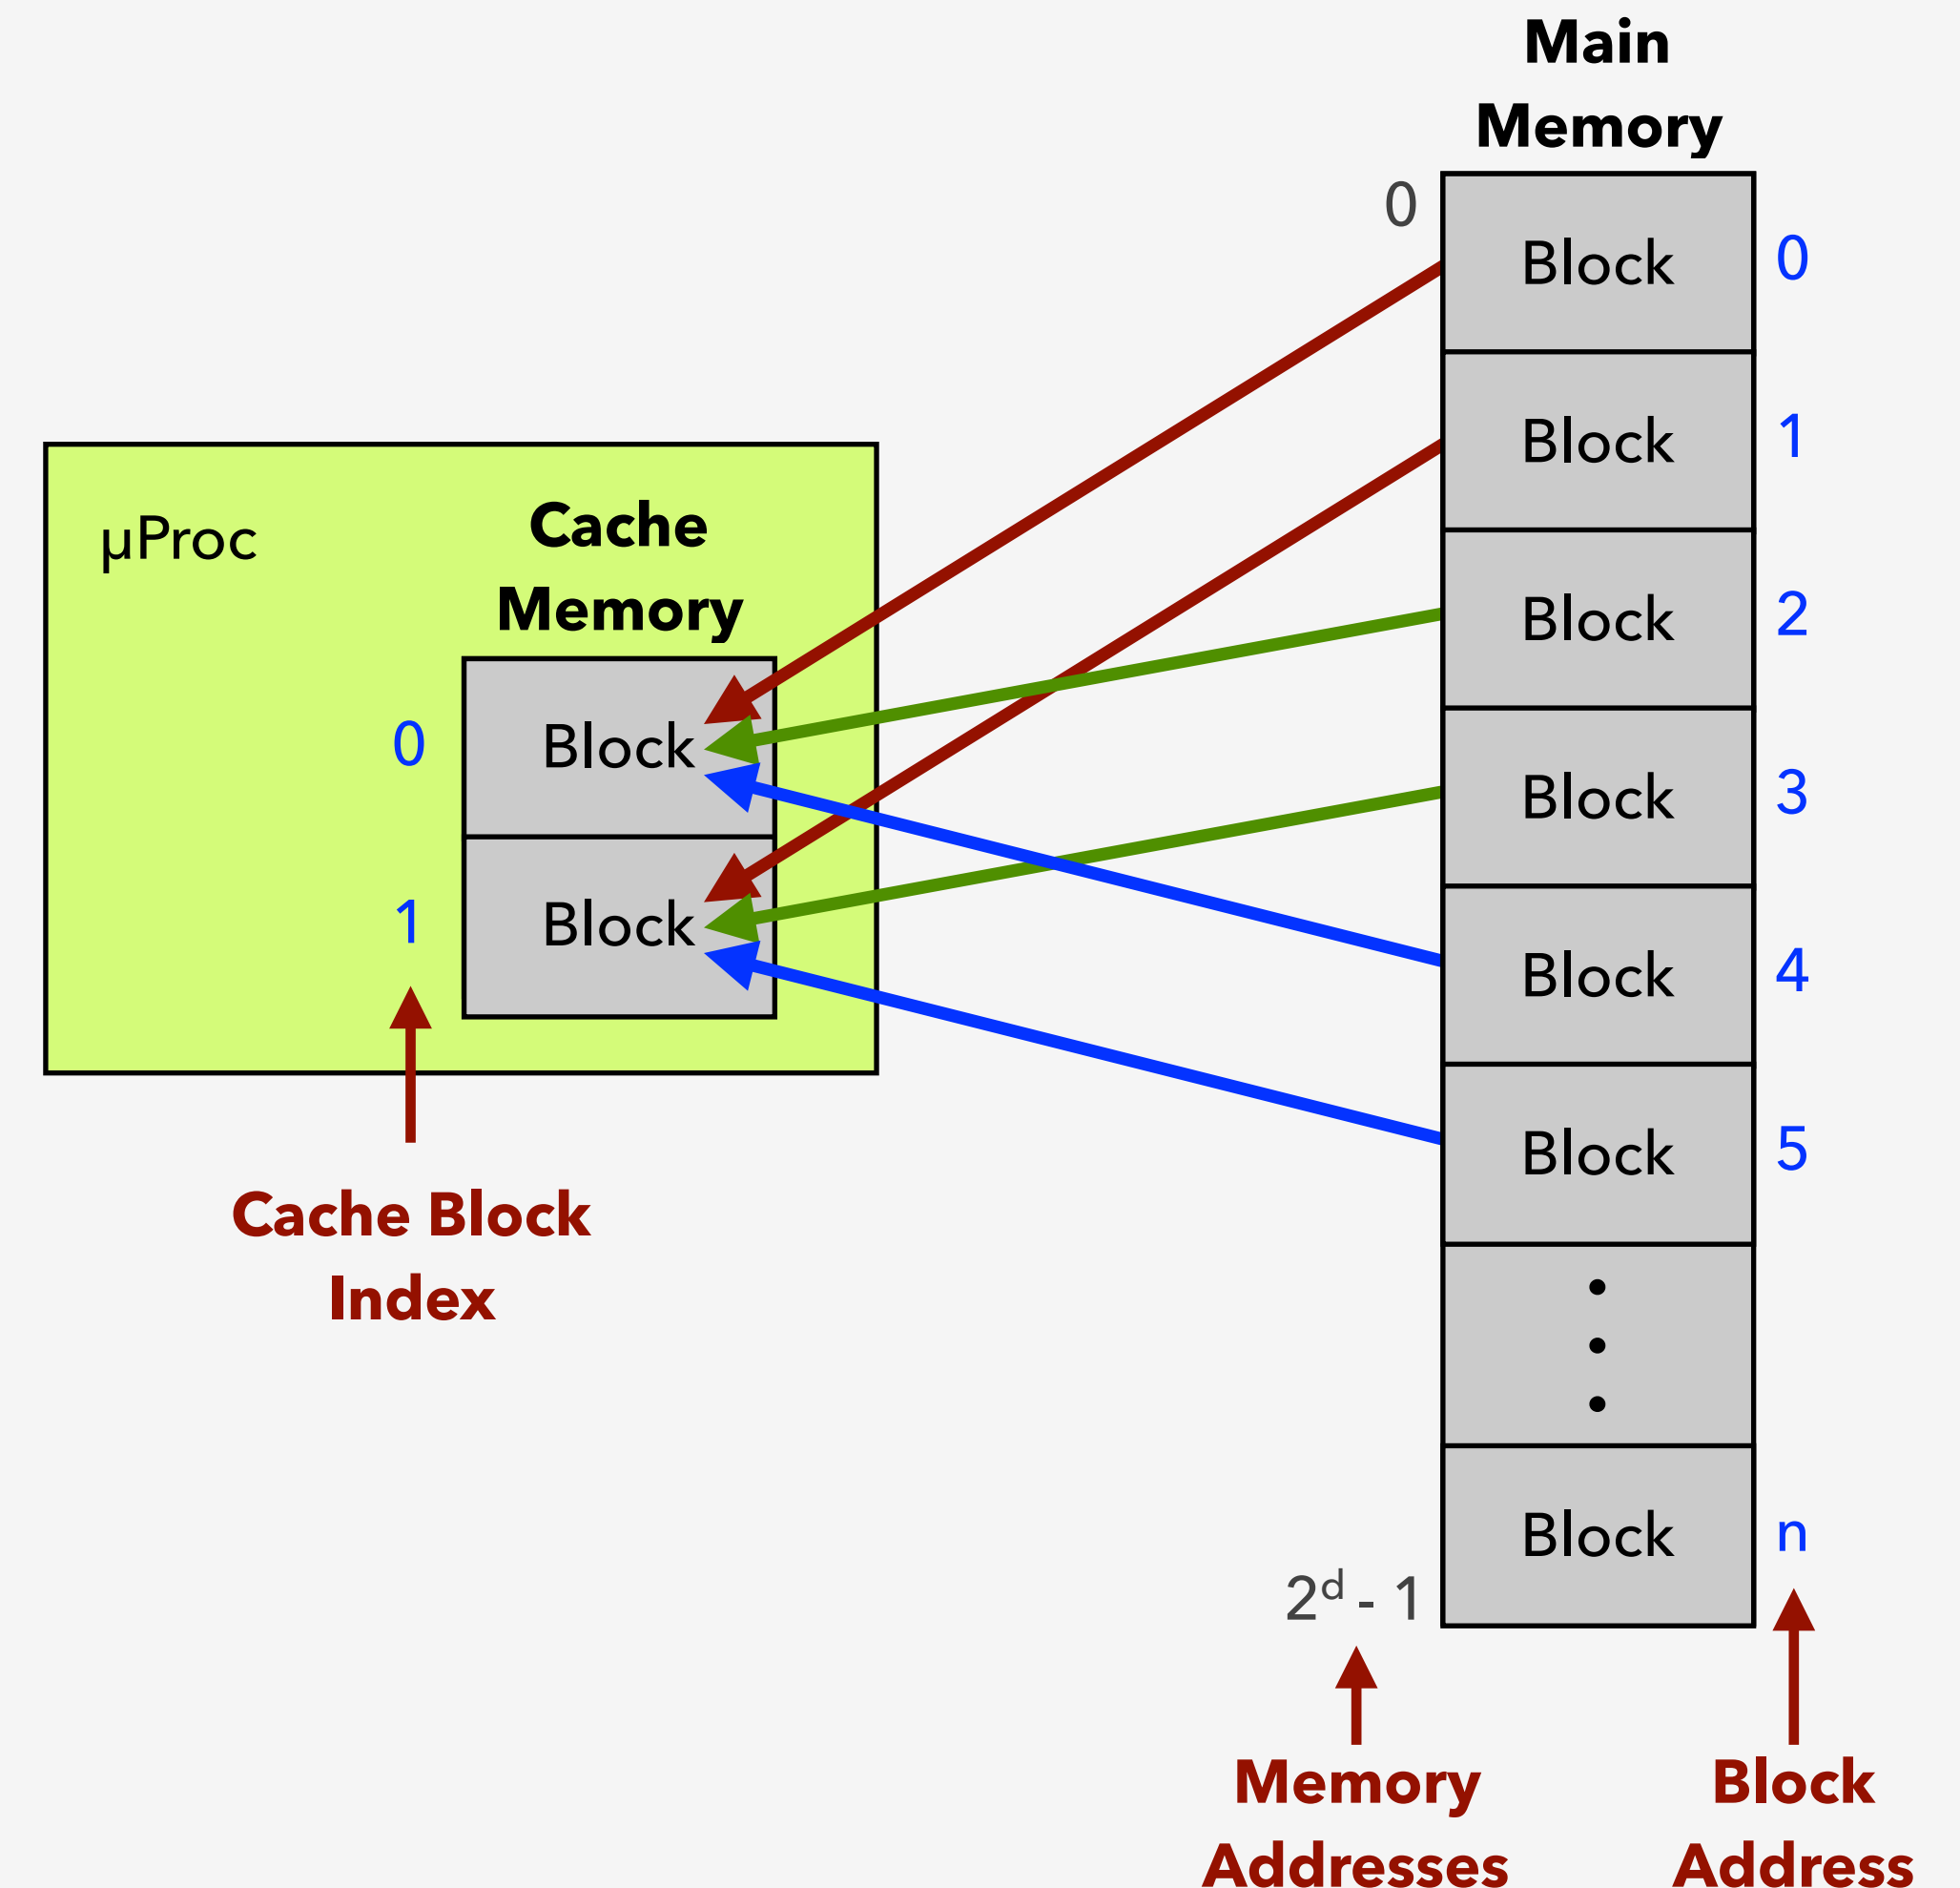 Main
Memory
0
Block
0
Block
1
µProc
Cache
Memory
Block
2
0
Block
Block
3
1
Block
Block
4
Block
5
Cache Block
Index
Block
n
2ᵈ - 1
Memory
Addresses
Block
Address